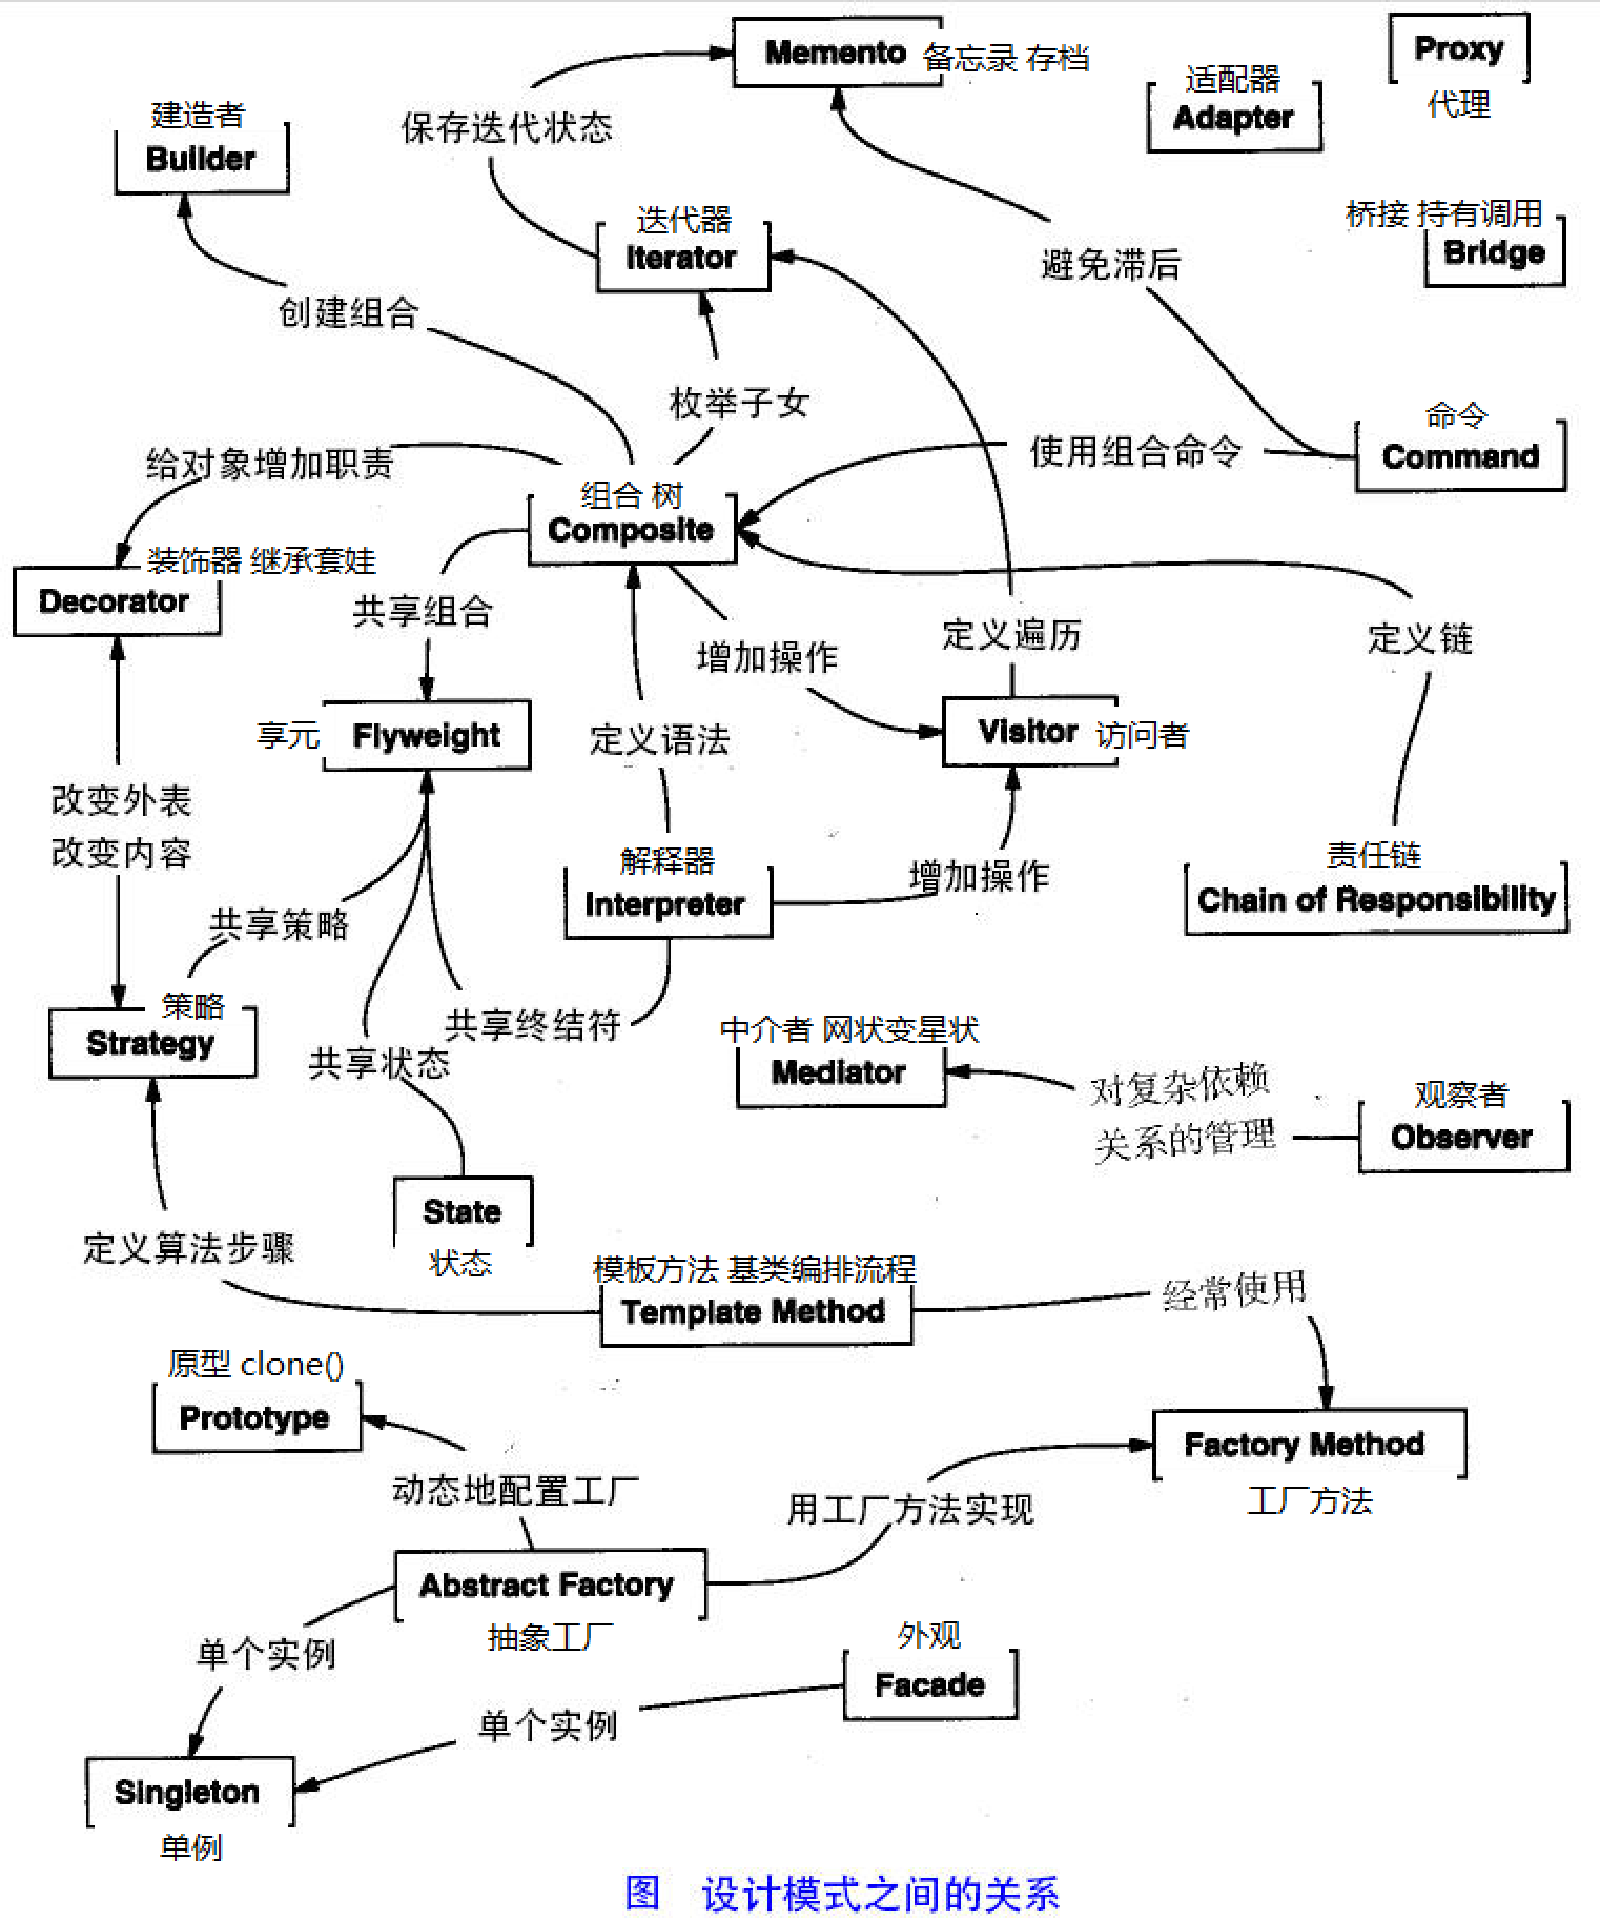 Memento 备忘录 存档
Proxy
代理
适配器
Adapter
建造者
Builder
保存迭代状态
迭代器
Iterator
桥接 持有调用
Bridge
避免滞后
创建组合
枚举子女
命令
Command
使用组合命令
给对象增加职责
组合 树
Composite
装饰器 继承套娃
Decorator
共享组合
增加操作
定义遍历
定义链
享元 Flyweight
定义语法
Visitor 访问者
改变外表
改变内容
解释器
Interpreter
增加操作
责任链
Chain of Responsibility
共享策略
策略
Strategy
共享终结符
共享状态
中介者 网状变星状
Mediator
对复杂依赖
关系的管理
观察者
Observer
State
状态
定义算法步骤
模板方法 基类编排流程
Template Method
经常使用
原型 clone()
Prototype
Factory Method
工厂方法
动态地配置工厂
用工厂方法实现
Abstract Factory
抽象工厂
单个实例
外观
Facade
单个实例
Singleton
单例
图 设计模式之间的关系